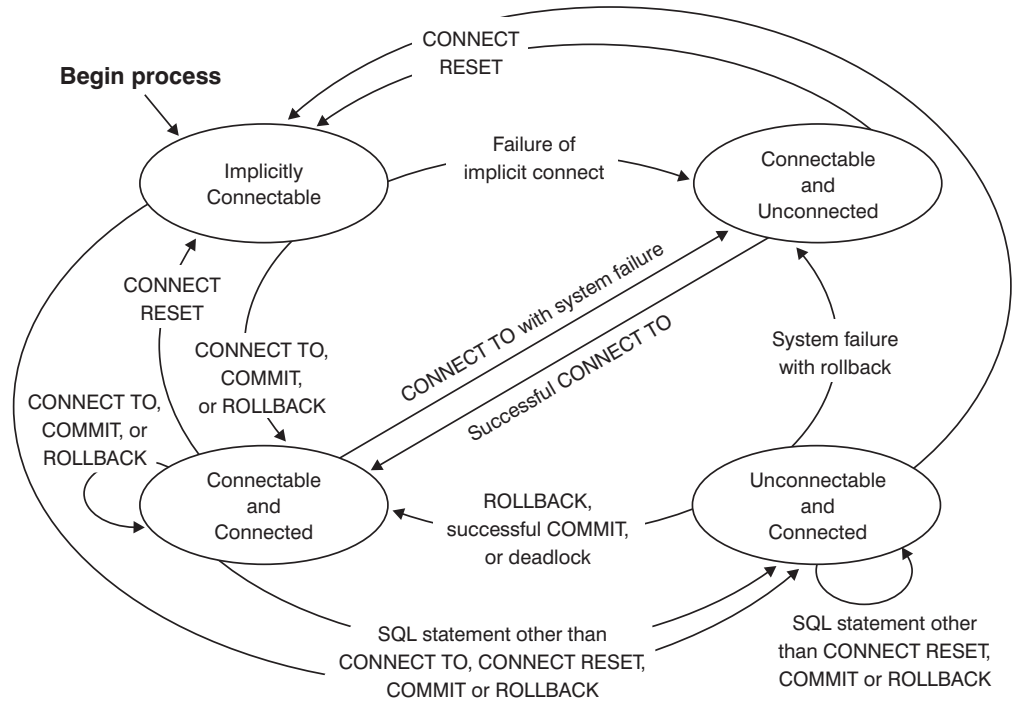 CONNECT
RESET
Begin process
Implicitly
Connectable
Failure of
implicit connect
Connectable
and
Unconnected
CONNECT
RESET
CONNECT TO,
COMMIT,
or ROLLBACK
CONNECT TO with system failure
Successful CONNECT TO
System failure
with rollback
CONNECT TO,
COMMIT, or
ROLLBACK
Connectable
and
Connected
ROLLBACK,
successful COMMIT,
or deadlock
Unconnectable
and
Connected
SQL statement other than
CONNECT TO, CONNECT RESET,
COMMIT or ROLLBACK
SQL statement other
than CONNECT RESET,
COMMIT or ROLLBACK